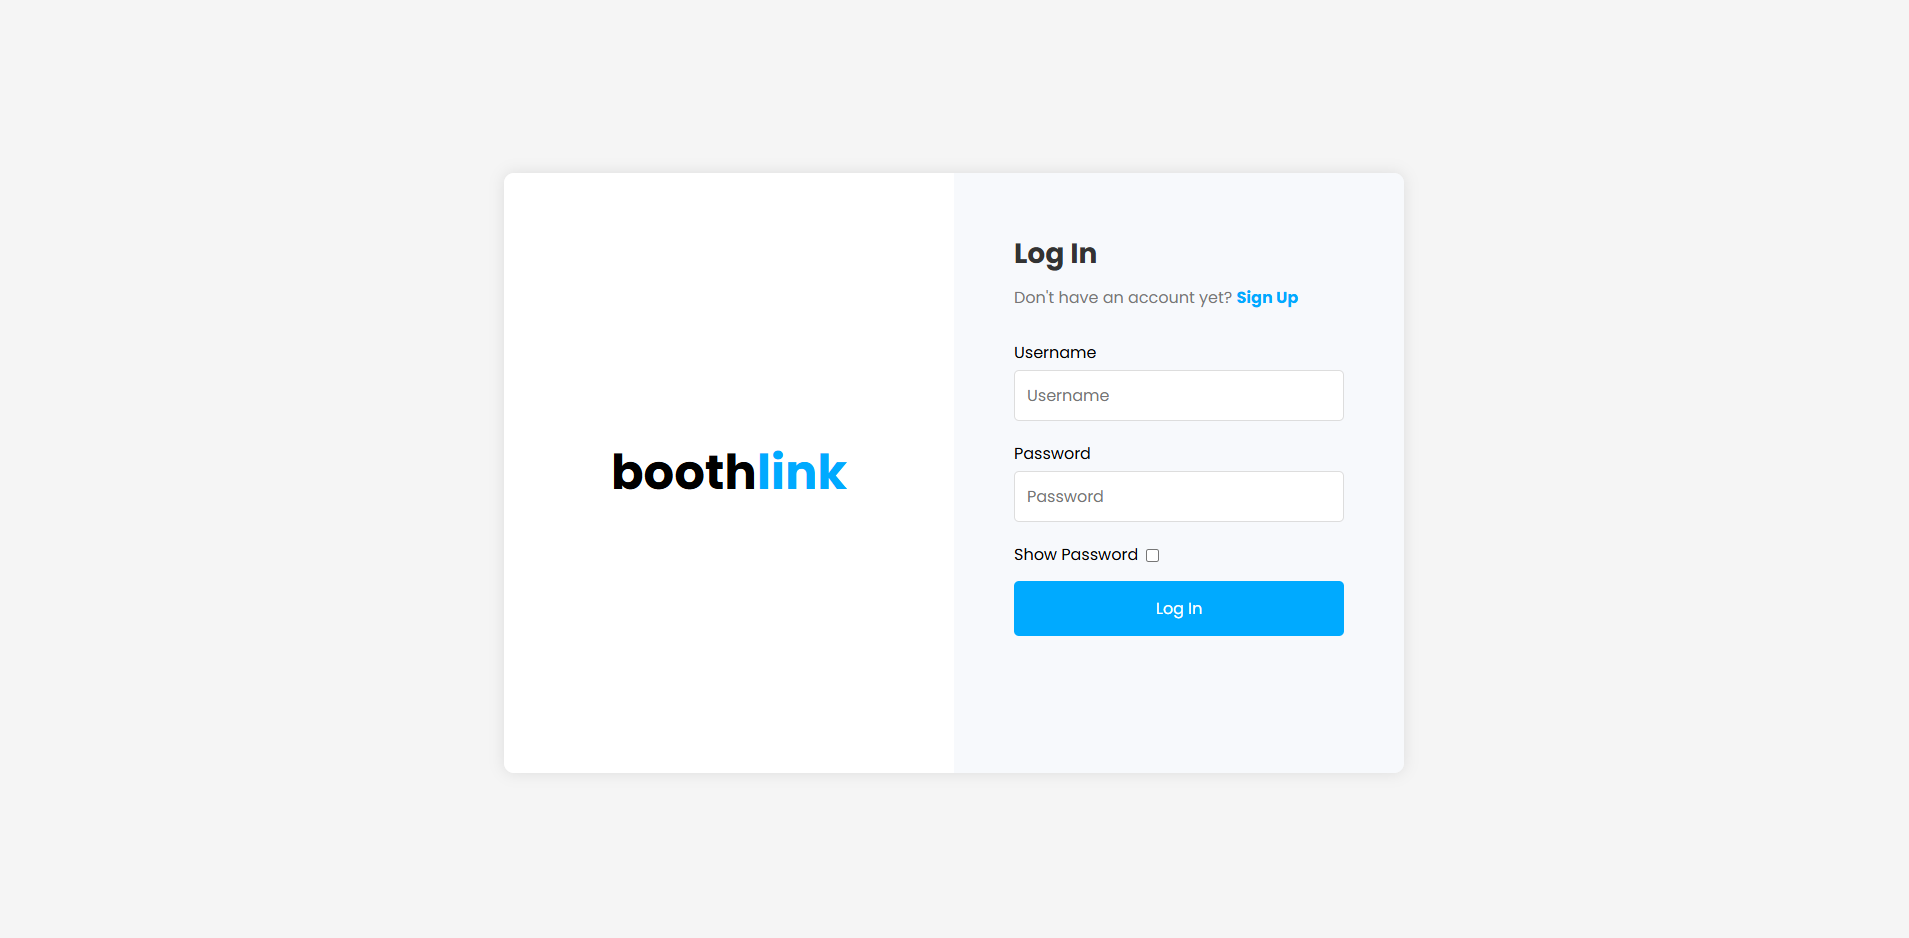 boothlink
Log In
Don't have an account yet? Sign Up
Username
Username
Password
Password
Show Password
Log In